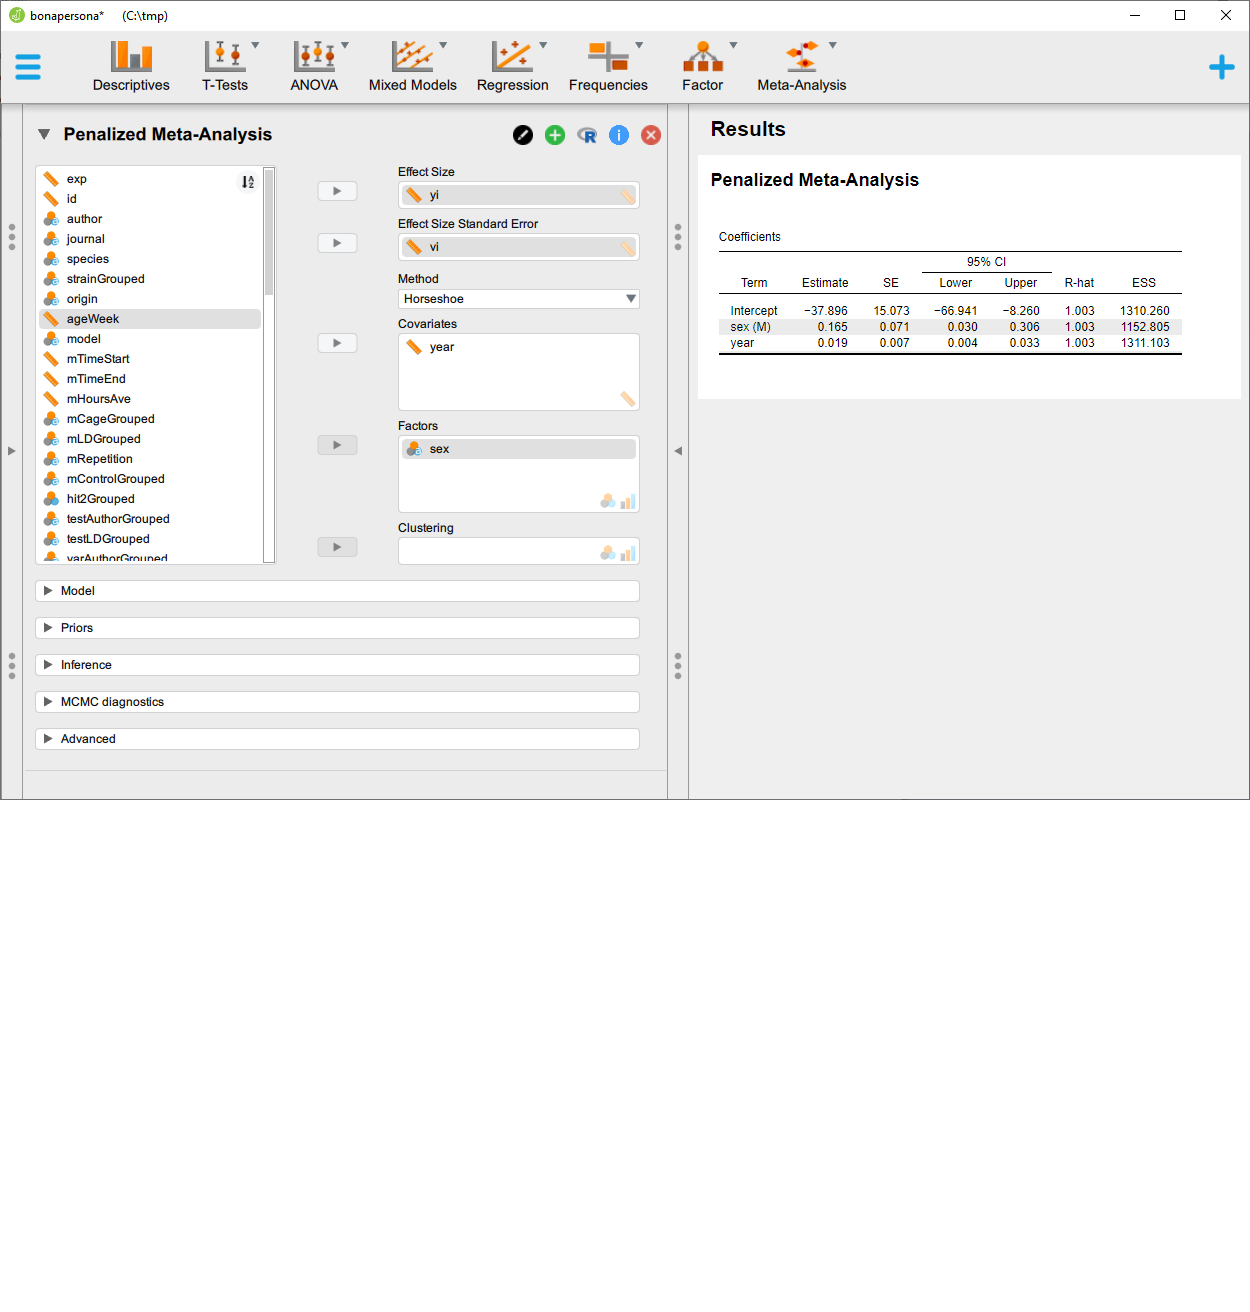 bonapersona* (C:\tmp)
Descriptives T-Tests ANOVA Mixed Models Regression Frequencies Factor Meta-Analysis
Penalized Meta-Analysis
exp
id
author
journal
species
strainGrouped
origin
ageWeek
model
mTimeStart
mTimeEnd
mHoursAve
mCageGrouped
mLDGrouped
mRepetition
mControlGrouped
hit2Grouped
testAuthorGrouped
testLDGrouped
varAuthorGrouped
Effect Size
yi
Effect Size Standard Error
vi
Method
Horseshoe
Covariates
year
Factors
sex
Clustering
Model
Priors
Inference
MCMC diagnostics
Advanced
Results
Penalized Meta-Analysis
Coefficients
95% CI
Term Estimate SE Lower Upper R-hat ESS
Intercept −37.896 15.073 −66.941 −8.260 1.003 1310.260
sex (M) 0.165 0.071 0.030 0.306 1.003 1152.805
year 0.019 0.007 0.004 0.033 1.003 1311.103